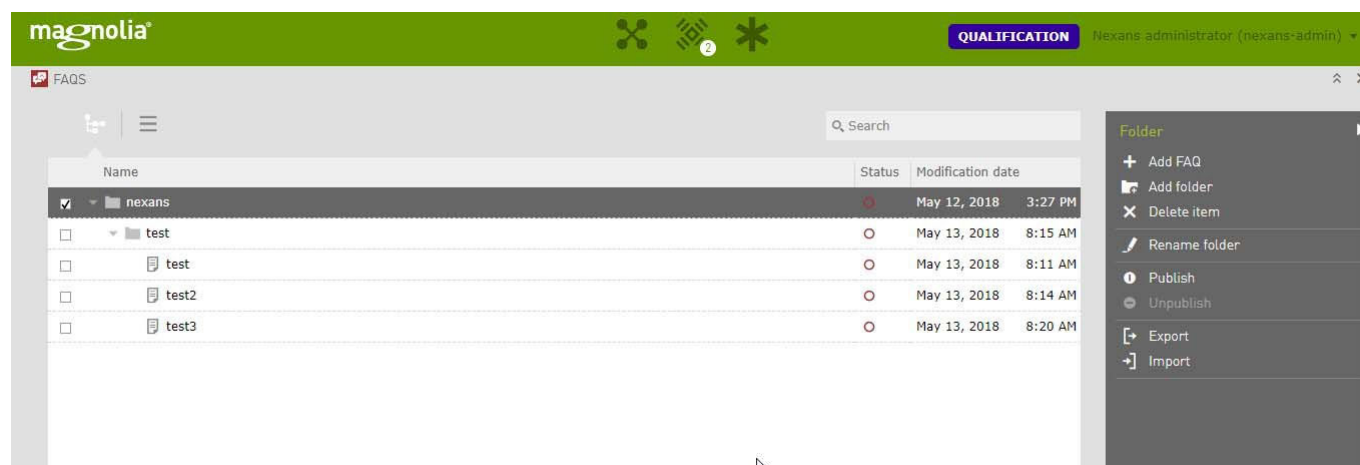 magnolia®
2
QUALIFICATION
Nexans administrator (nexans-admin)
FAQS
Search
Name Status Modification date
nexans May 12, 2018 3:27 PM
test May 13, 2018 8:15 AM
test May 13, 2018 8:11 AM
test2 May 13, 2018 8:14 AM
test3 May 13, 2018 8:20 AM
Folder
Add FAQ
Add folder
Delete item
Rename folder
Publish
Unpublish
Export
Import